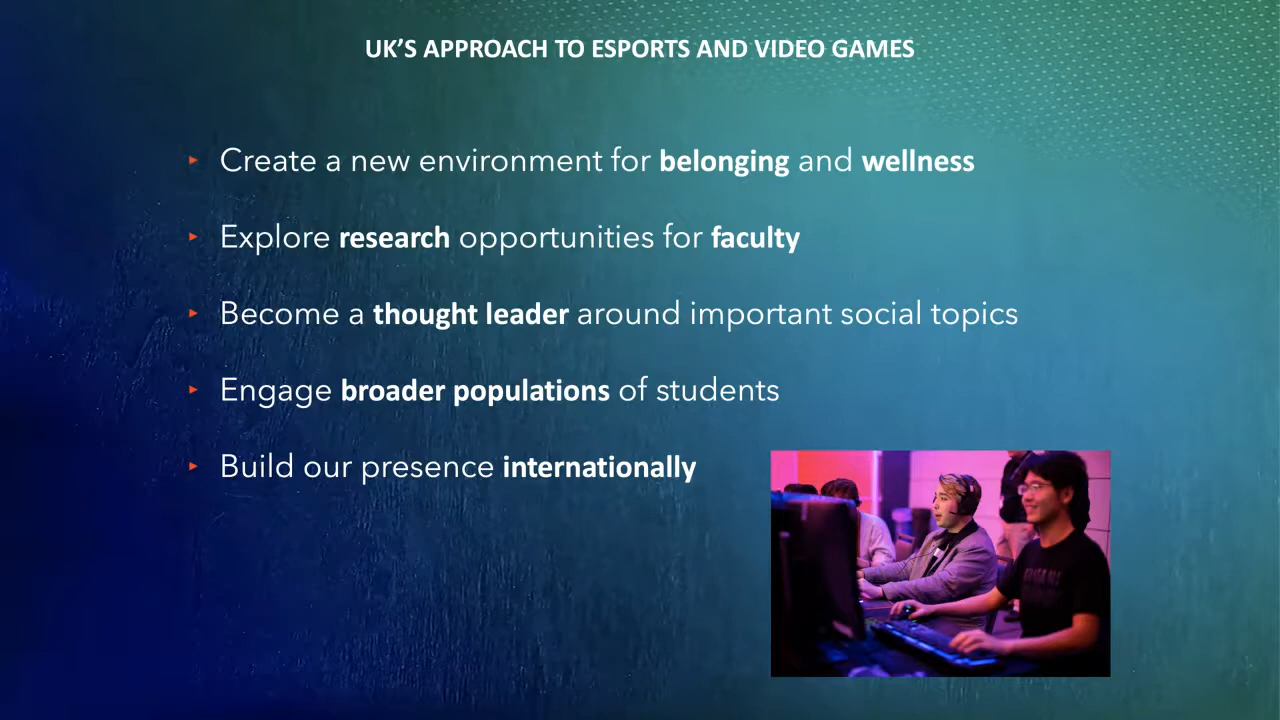 UK’S APPROACH TO ESPORTS AND VIDEO GAMES
Create a new environment for belonging and wellness
Explore research opportunities for faculty
Become a thought leader around important social topics
Engage broader populations of students
Build our presence internationally